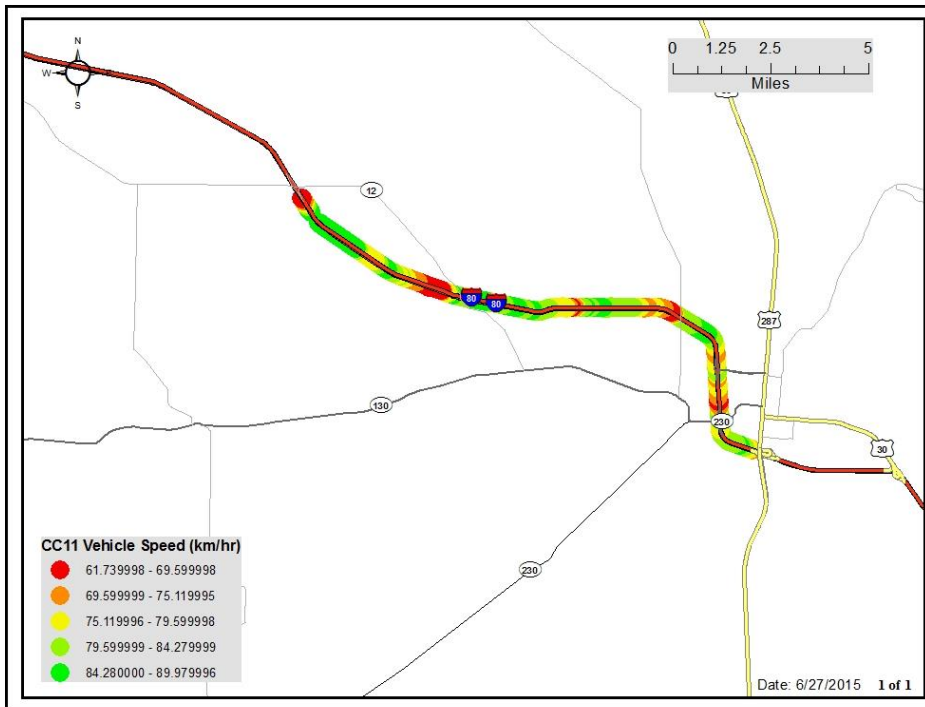 N
W
S
0 1.25 2.5 5
Miles
12
80 80
287
130
230
30
230
CC11 Vehicle Speed (km/hr)
61.739998 - 69.599998
69.599999 - 75.119995
75.119996 - 79.599998
79.599999 - 84.279999
84.280000 - 89.979996
Date: 6/27/2015 1 of 1